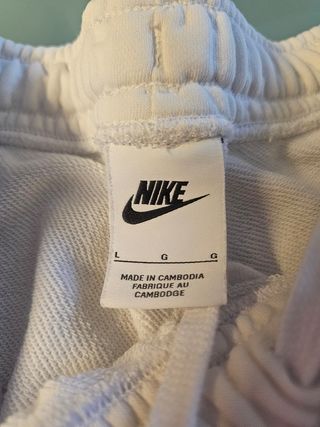 NIKE
L G G
MADE IN CAMBODIA
FABRIQUE AU
CAMBODGE